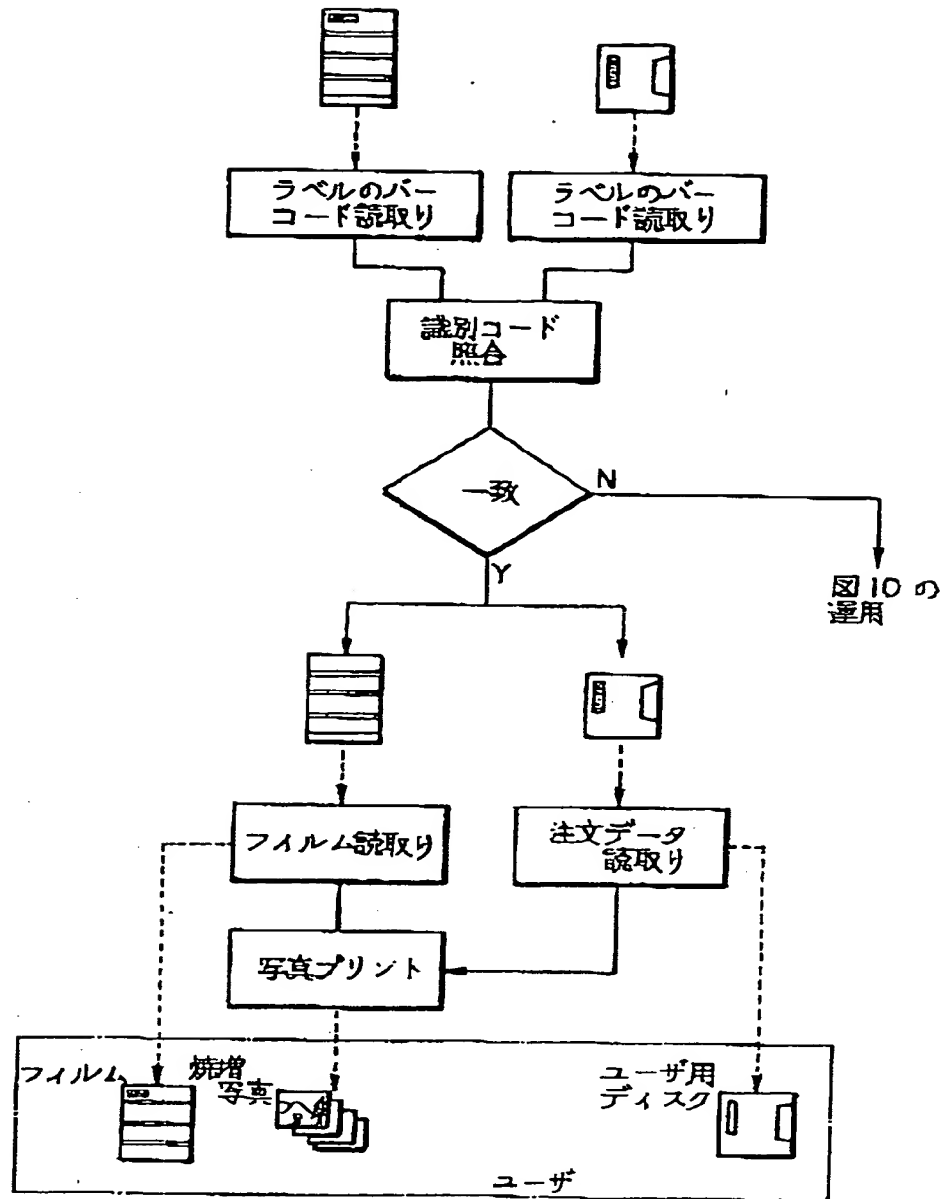 ラベルのバー
コード読取り
ラベルのバー
コード読取り
識別コード
照合
一致
N
Y
図10の
運用
フィルム読取り
注文データ
読取り
写真プリント
フィルム
焼増
写真
ユーザ用
ディスク
ユーザ